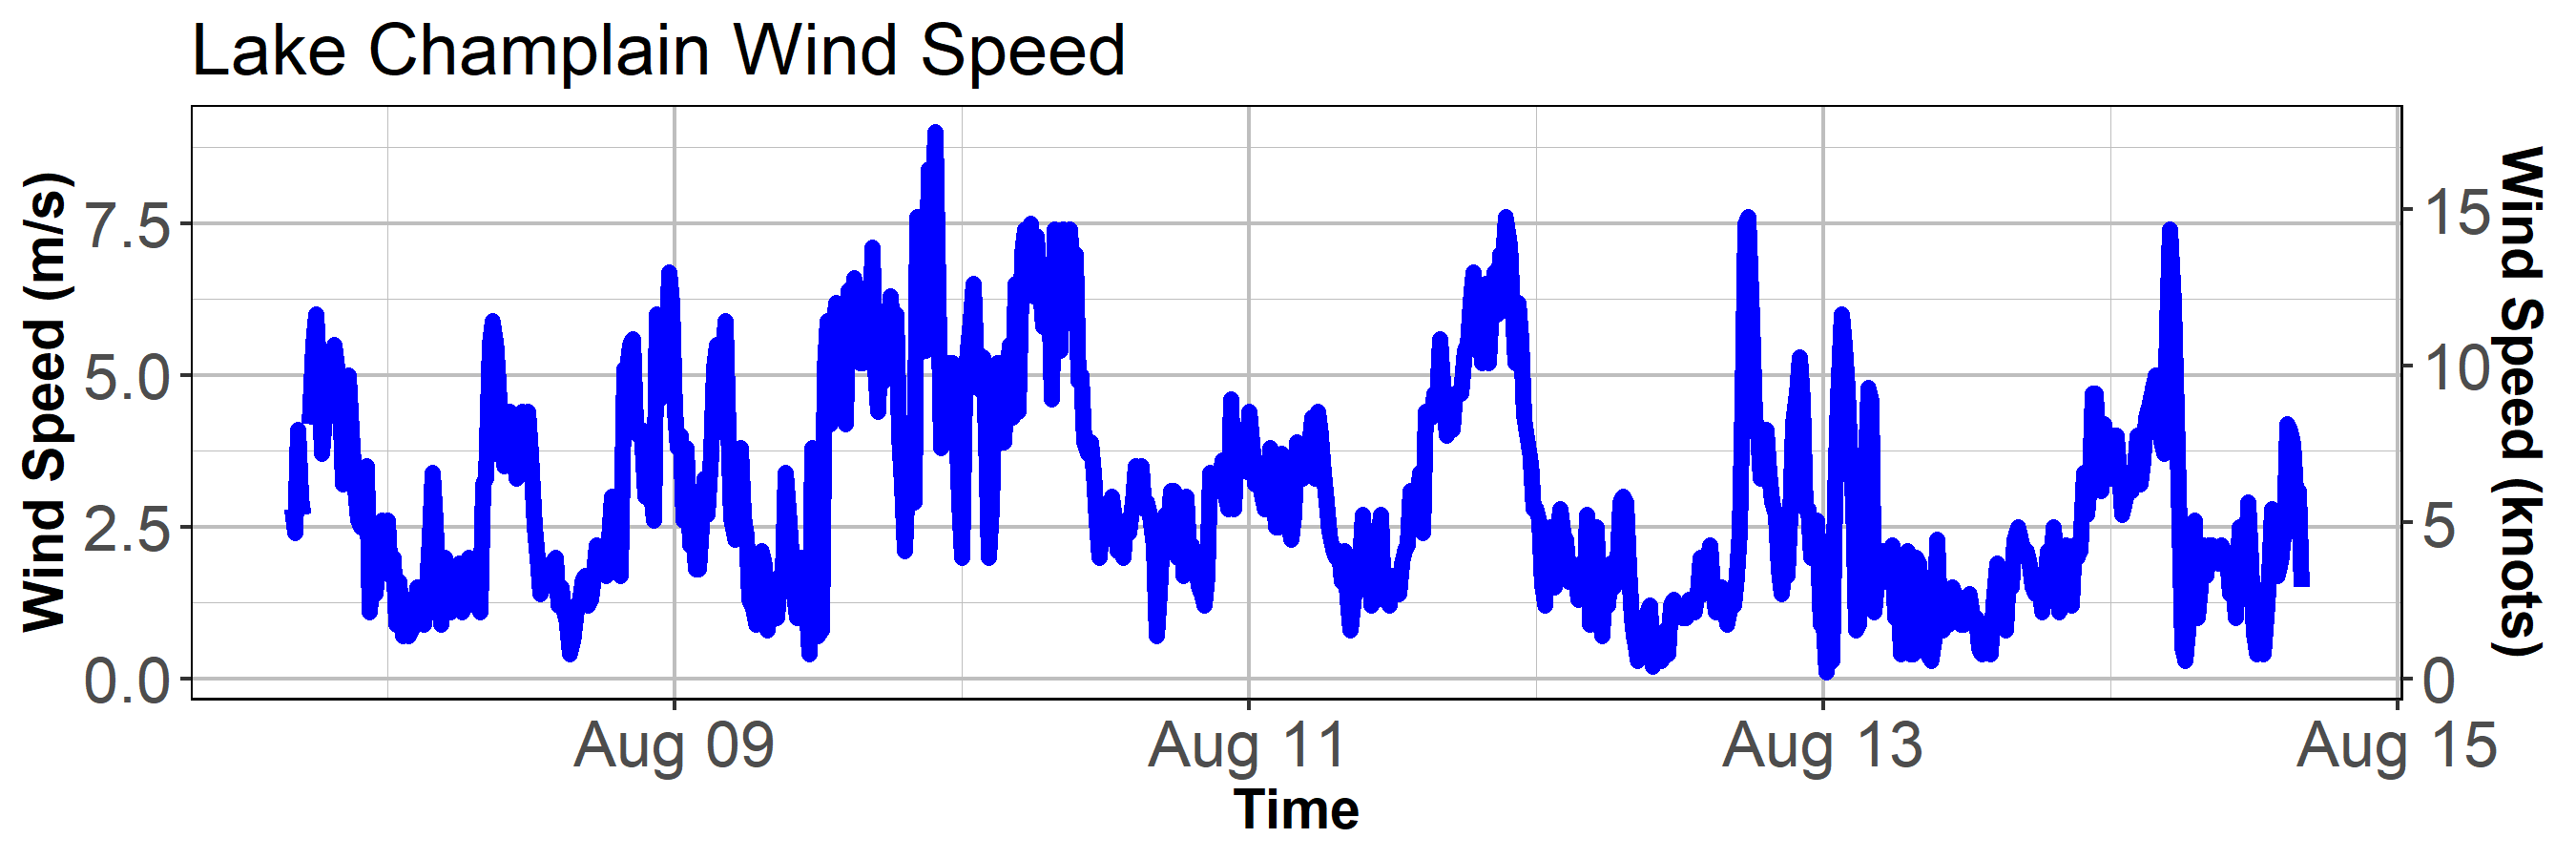 Lake Champlain Wind Speed
Wind Speed (m/s)
7.5
5.0
2.5
0.0
15
10
5
0
Wind Speed (knots)
Aug 09
Aug 11
Aug 13
Aug 15
Time